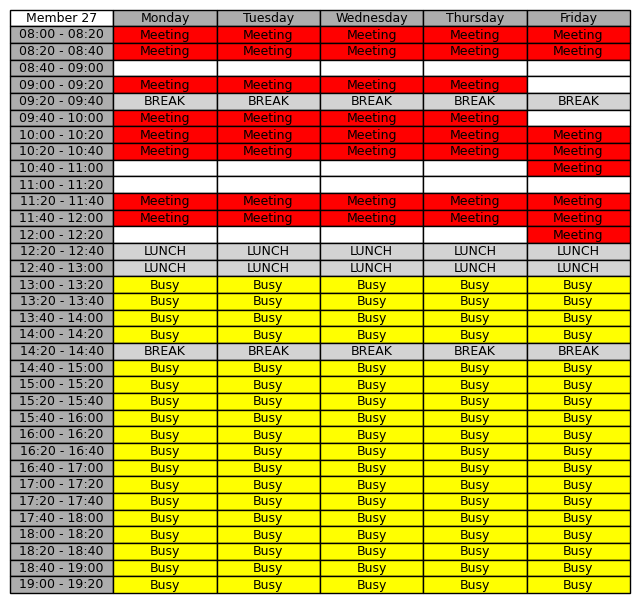 Member 27 Monday Tuesday Wednesday Thursday Friday
08:00 - 08:20 Meeting Meeting Meeting Meeting Meeting
08:20 - 08:40 Meeting Meeting Meeting Meeting Meeting
08:40 - 09:00
09:00 - 09:20 Meeting Meeting Meeting Meeting
09:20 - 09:40 BREAK BREAK BREAK BREAK BREAK
09:40 - 10:00 Meeting Meeting Meeting Meeting
10:00 - 10:20 Meeting Meeting Meeting Meeting Meeting
10:20 - 10:40 Meeting Meeting Meeting Meeting Meeting
10:40 - 11:00 Meeting
11:00 - 11:20
11:20 - 11:40 Meeting Meeting Meeting Meeting Meeting
11:40 - 12:00 Meeting Meeting Meeting Meeting Meeting
12:00 - 12:20 Meeting
12:20 - 12:40 LUNCH LUNCH LUNCH LUNCH LUNCH
12:40 - 13:00 LUNCH LUNCH LUNCH LUNCH LUNCH
13:00 - 13:20 Busy Busy Busy Busy Busy
13:20 - 13:40 Busy Busy Busy Busy Busy
13:40 - 14:00 Busy Busy Busy Busy Busy
14:00 - 14:20 Busy Busy Busy Busy Busy
14:20 - 14:40 BREAK BREAK BREAK BREAK BREAK
14:40 - 15:00 Busy Busy Busy Busy Busy
15:00 - 15:20 Busy Busy Busy Busy Busy
15:20 - 15:40 Busy Busy Busy Busy Busy
15:40 - 16:00 Busy Busy Busy Busy Busy
16:00 - 16:20 Busy Busy Busy Busy Busy
16:20 - 16:40 Busy Busy Busy Busy Busy
16:40 - 17:00 Busy Busy Busy Busy Busy
17:00 - 17:20 Busy Busy Busy Busy Busy
17:20 - 17:40 Busy Busy Busy Busy Busy
17:40 - 18:00 Busy Busy Busy Busy Busy
18:00 - 18:20 Busy Busy Busy Busy Busy
18:20 - 18:40 Busy Busy Busy Busy Busy
18:40 - 19:00 Busy Busy Busy Busy Busy
19:00 - 19:20 Busy Busy Busy Busy Busy